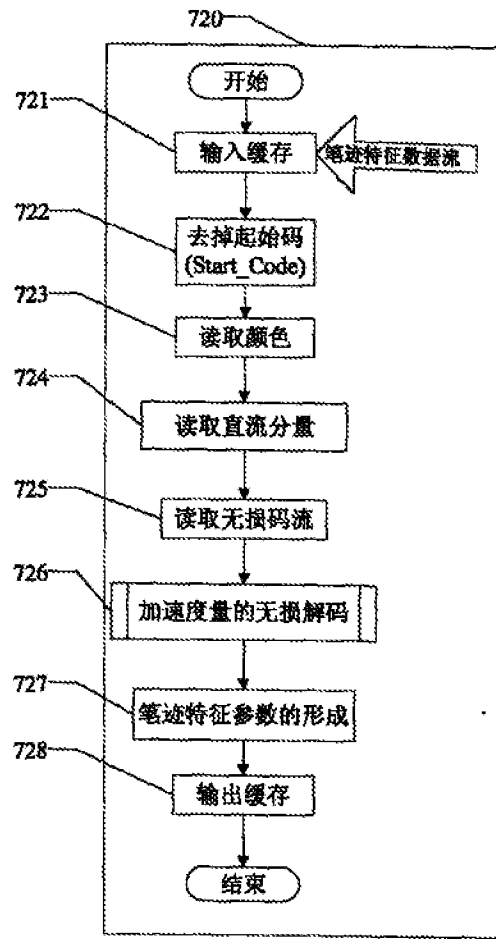 720
开始
721
输入缓存
笔迹特征数据流
722
去掉起始码
(Start_Code)
723
读取颜色
724
读取直流分量
725
读取无损码流
726
加速度量的无损解码
727
笔迹特征参数的形成
728
输出缓存
结束